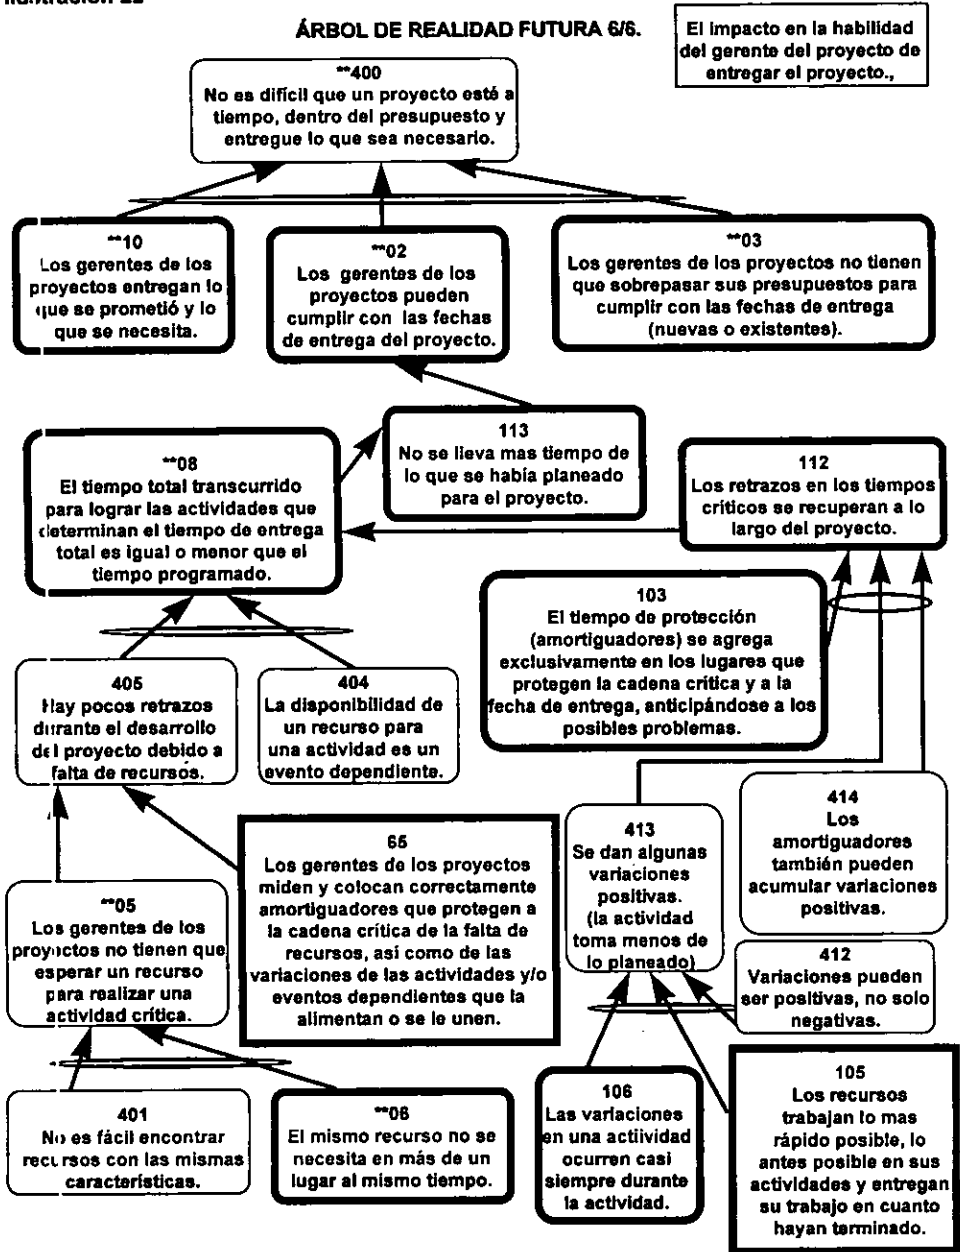 Ilustración 22
ÁRBOL DE REALIDAD FUTURA 6/6.
El impacto en la habilidad
del gerente del proyecto de
entregar el proyecto.,
**400
No es difícil que un proyecto esté a
tiempo, dentro del presupuesto y
entregue lo que sea necesario.
**10
Los gerentes de los
proyectos entregan lo
que se prometió y lo
que se necesita.
**02
Los gerentes de los
proyectos pueden
cumplir con las fechas
de entrega del proyecto.
**03
Los gerentes de los proyectos no tienen
que sobrepasar sus presupuestos para
cumplir con las fechas de entrega
(nuevas o existentes).
113
No se lleva mas tiempo de
lo que se había planeado
para el proyecto.
**08
El tiempo total transcurrido
para lograr las actividades que
determinan el tiempo de entrega
total es igual o menor que el
tiempo programado.
112
Los retrazos en los tiempos
críticos se recuperan a lo
largo del proyecto.
103
El tiempo de protección
(amortiguadores) se agrega
exclusivamente en los lugares que
protegen la cadena crítica y a la
fecha de entrega, anticipándose a los
posibles problemas.
405
Hay pocos retrazos
durante el desarrollo
del proyecto debido a
falta de recursos.
404
La disponibilidad de
un recurso para
una actividad es un
evento dependiente.
65
Los gerentes de los proyectos
miden y colocan correctamente
amortiguadores que protegen a
la cadena crítica de la falta de
recursos, así como de las
variaciones de las actividades y/o
eventos dependientes que la
alimentan o se le unen.
413
Se dan algunas
variaciones
positivas.
(la actividad
toma menos de
lo planeado)
414
Los
amortiguadores
también pueden
acumular variaciones
positivas.
**05
Los gerentes de los
proyectos no tienen que
esperar un recurso
para realizar una
actividad crítica.
412
Variaciones pueden
ser positivas, no solo
negativas.
401
No es fácil encontrar
recursos con las mismas
características.
**06
El mismo recurso no se
necesita en más de un
lugar al mismo tiempo.
106
Las variaciones
en una actiividad
ocurren casi
siempre durante
la actividad.
105
Los recursos
trabajan lo mas
rápido posible, lo
antes posible en sus
actividades y entregan
su trabajo en cuanto
hayan terminado.